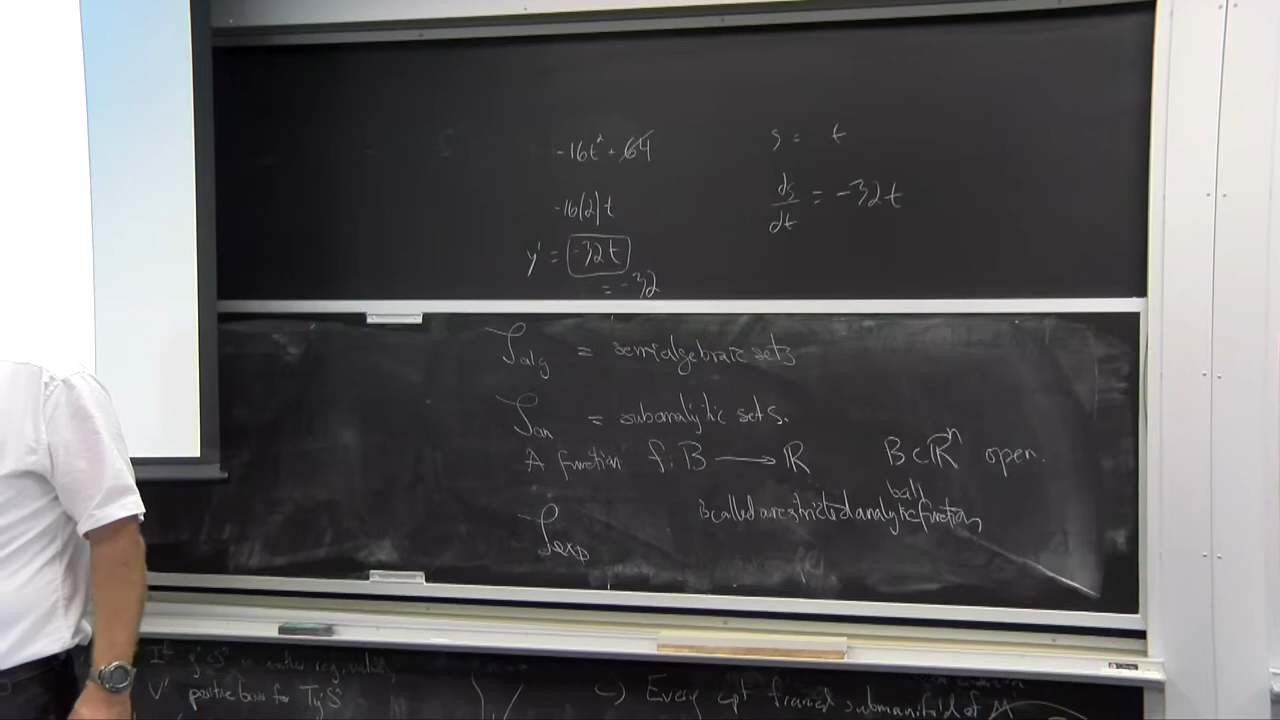 -16t² + 64
-16(2)t
y' = -32t
= -32
s = t
ds/dt = -32t
S_alg = semialgebraic sets
S_an = subanalytic sets.
A function f: B ⟶ ℝ B ⊂ ℝⁿ open.
ball
is called a restricted analytic function
S_exp
V' positive basis for
c) Every cpt framed submanifold of M